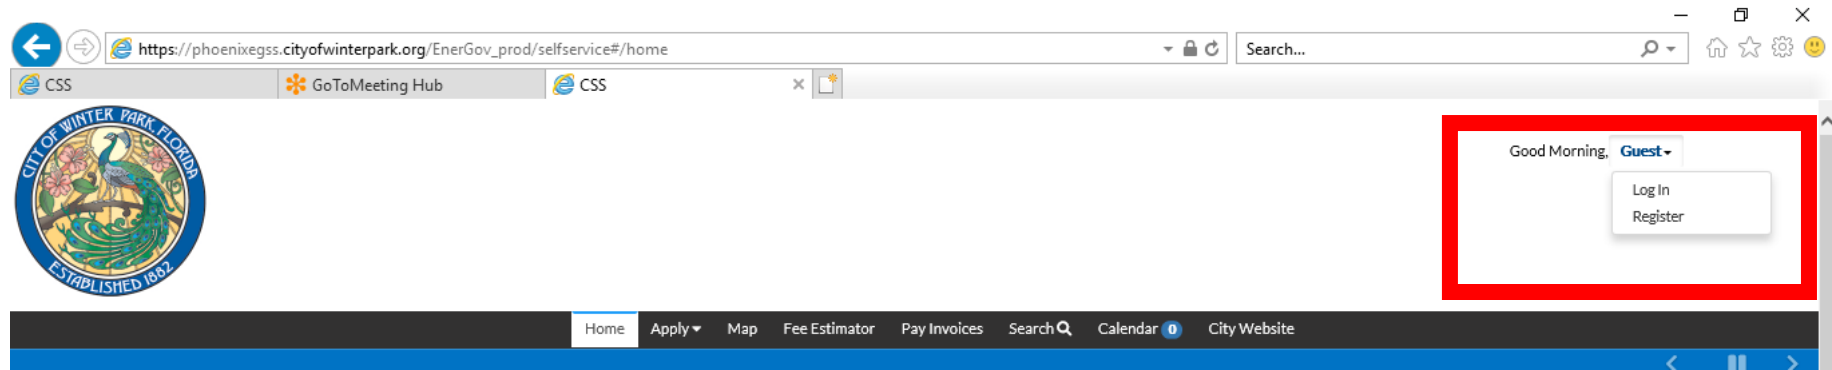 https://phoenixegss.cityofwinterpark.org/EnerGov_prod/selfservice#/home
Search...
CSS
GoToMeeting Hub
CSS
CITY OF WINTER PARK, FLORIDA
ESTABLISHED 1882
Good Morning, Guest
Log In
Register
Home Apply Map Fee Estimator Pay Invoices Search Calendar 0 City Website